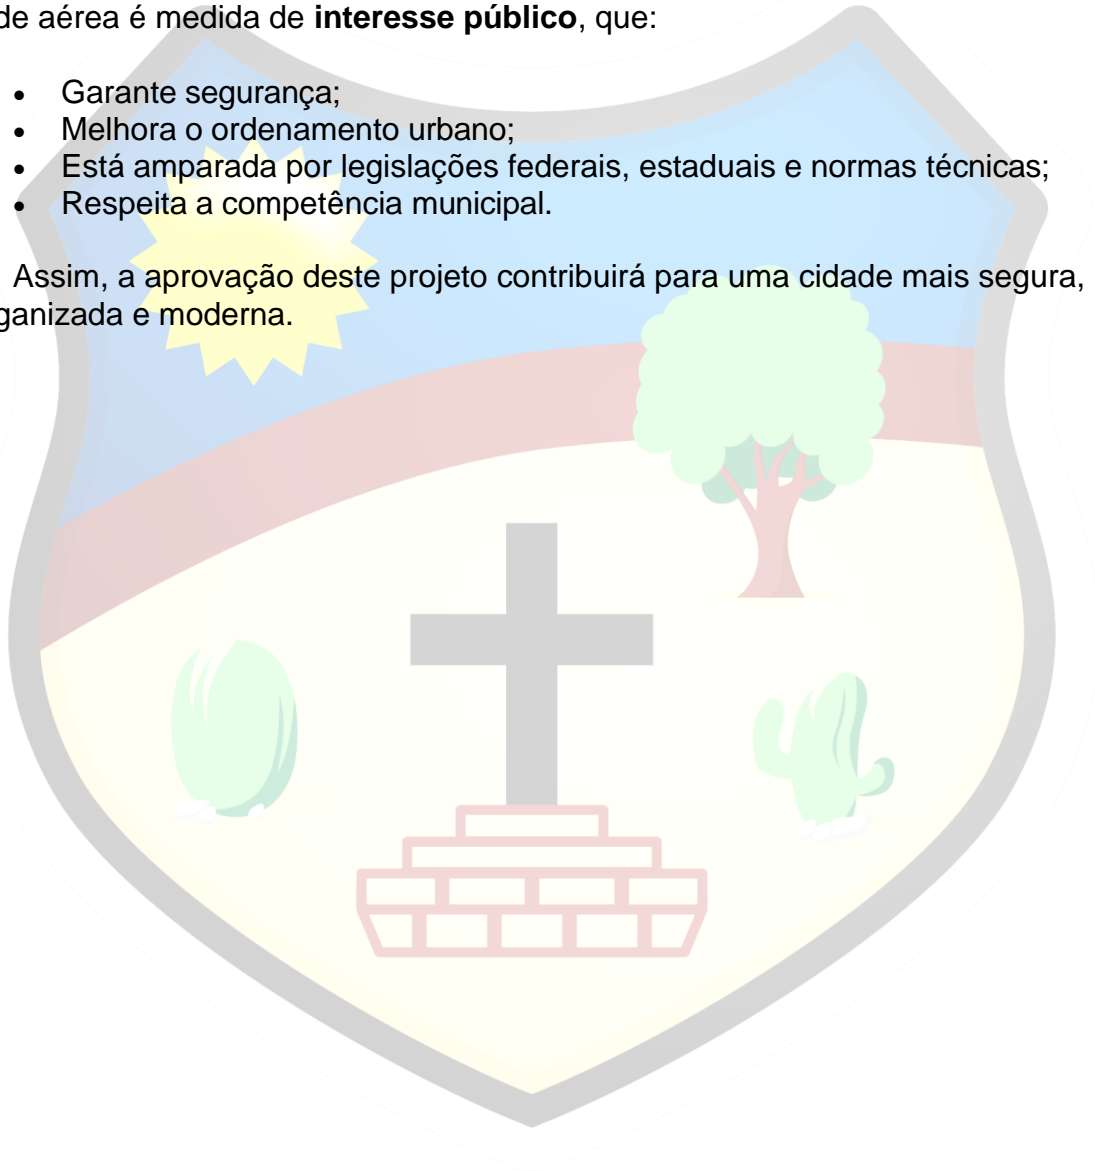 de aérea é medida de interesse público, que:
• Garante segurança;
• Melhora o ordenamento urbano;
• Está amparada por legislações federais, estaduais e normas técnicas;
• Respeita a competência municipal.
Assim, a aprovação deste projeto contribuirá para uma cidade mais segura,
ganizada e moderna.